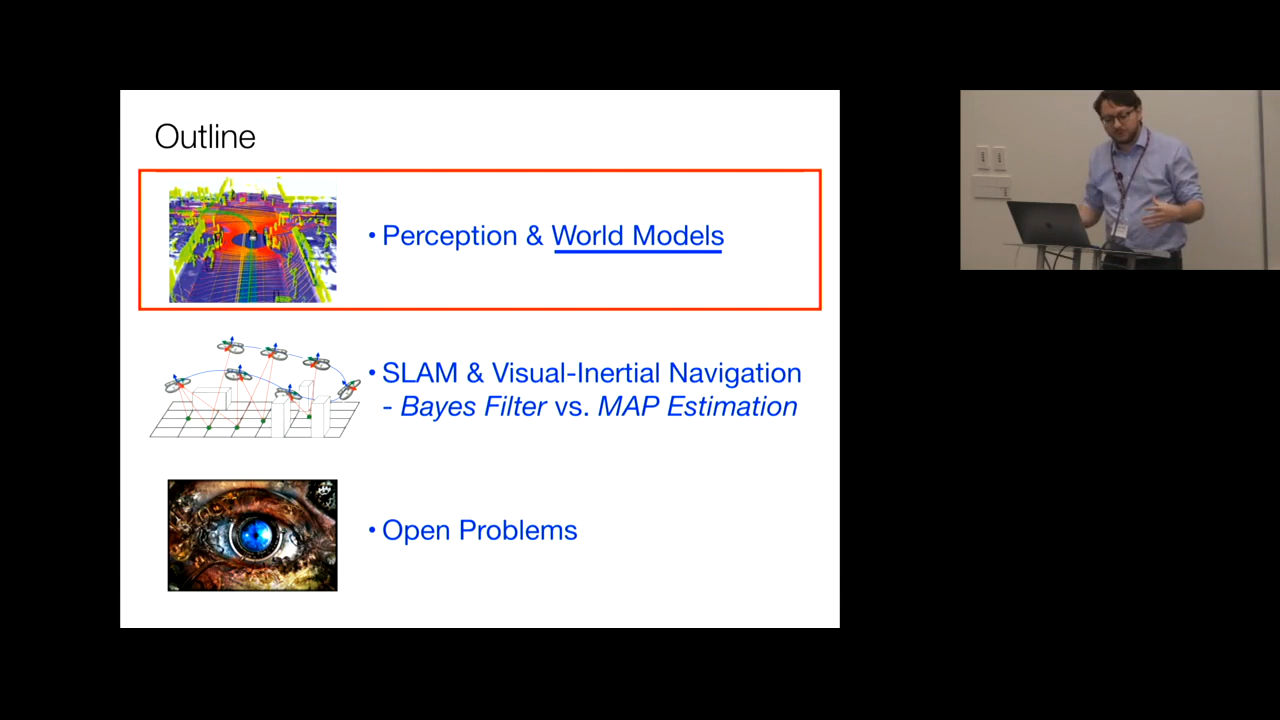 Outline
• Perception & World Models
• SLAM & Visual-Inertial Navigation
- Bayes Filter vs. MAP Estimation
• Open Problems